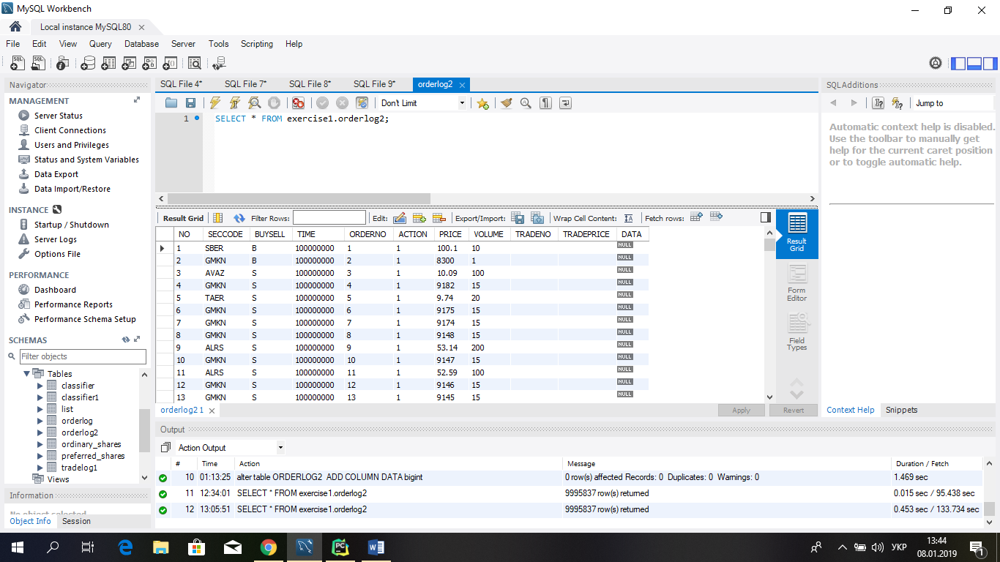 MySQL Workbench
Local instance MySQL80
File Edit View Query Database Server Tools Scripting Help
Navigator
MANAGEMENT
Server Status
Client Connections
Users and Privileges
Status and System Variables
Data Export
Data Import/Restore
INSTANCE
Startup / Shutdown
Server Logs
Options File
PERFORMANCE
Dashboard
Performance Reports
Performance Schema Setup
SCHEMAS
Filter objects
Tables
classifier
classifier1
list
orderlog
orderlog2
ordinary_shares
preferred_shares
tradelog1
Views
Information
No object selected
Object Info Session
SQL File 4* SQL File 7* SQL File 8* SQL File 9* orderlog2
Don't Limit
1 SELECT * FROM exercise1.orderlog2;
Result Grid Filter Rows: Edit: Export/Import: Wrap Cell Content: Fetch rows:
NO SECCODE BUYSELL TIME ORDERNO ACTION PRICE VOLUME TRADENO TRADEPRICE DATA
1 SBER B 100000000 1 1 100.1 10 NULL
2 GMKN B 100000000 2 1 8300 1 NULL
3 AVAZ S 100000000 3 1 10.09 100 NULL
4 GMKN S 100000000 4 1 9182 15 NULL
5 TAER S 100000000 5 1 9.74 20 NULL
6 GMKN S 100000000 6 1 9175 15 NULL
7 GMKN S 100000000 7 1 9174 15 NULL
8 GMKN S 100000000 8 1 9148 15 NULL
9 ALRS S 100000000 9 1 53.14 200 NULL
10 GMKN S 100000000 10 1 9147 15 NULL
11 ALRS S 100000000 11 1 52.59 100 NULL
12 GMKN S 100000000 12 1 9146 15 NULL
13 GMKN S 100000000 13 1 9145 15 NULL
Result
Grid
Form
Editor
Field
Types
orderlog2 1
Apply Revert
SQLAdditions
Jump to
Automatic context help is disabled.
Use the toolbar to manually get
help for the current caret position
or to toggle automatic help.
Context Help Snippets
Output
Action Output
# Time Action Message Duration / Fetch
10 01:13:25 alter table ORDERLOG2 ADD COLUMN DATA bigint 0 row(s) affected Records: 0 Duplicates: 0 Warnings: 0 1.469 sec
11 12:34:01 SELECT * FROM exercise1.orderlog2 9995837 row(s) returned 0.015 sec / 95.438 sec
12 13:05:51 SELECT * FROM exercise1.orderlog2 9995837 row(s) returned 0.453 sec / 133.734 sec
УКР
13:44
08.01.2019
1